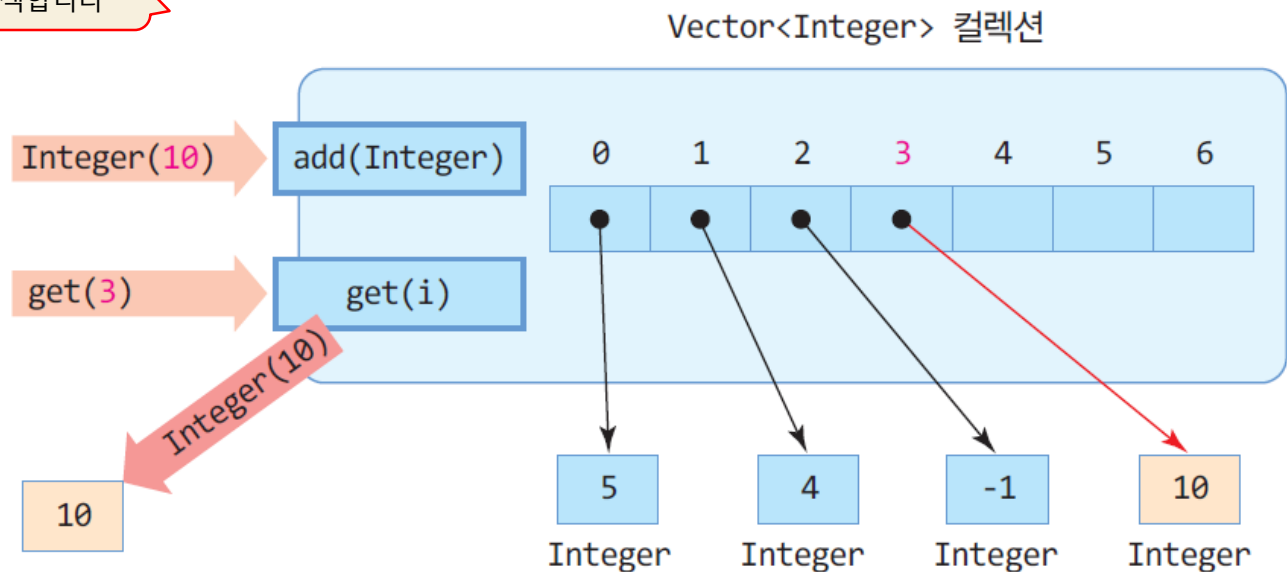 Vector<Integer> 컬렉션
Integer(10)
add(Integer)
0 1 2 3 4 5 6
get(3)
get(i)
Integer(10)
10
5 4 -1 10
Integer Integer Integer Integer